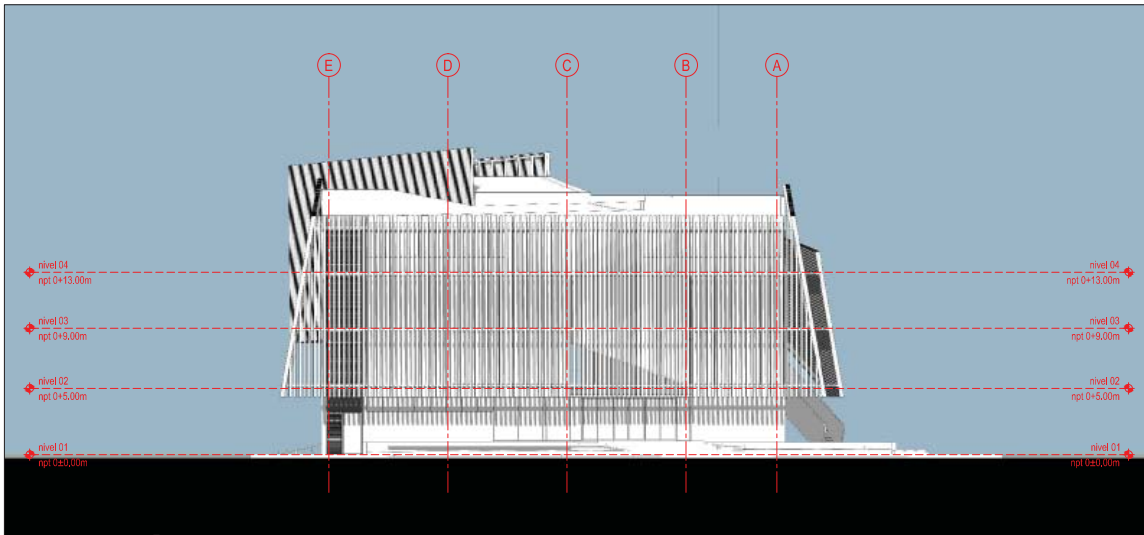 E D C B A
nivel 04 nivel 04
npt 0+13.00m npt 0+13.00m
nivel 03 nivel 03
npt 0+9.00m npt 0+9.00m
nivel 02 nivel 02
npt 0+5.00m npt 0+5.00m
nivel 01 nivel 01
npt 0±0.00m npt 0±0.00m